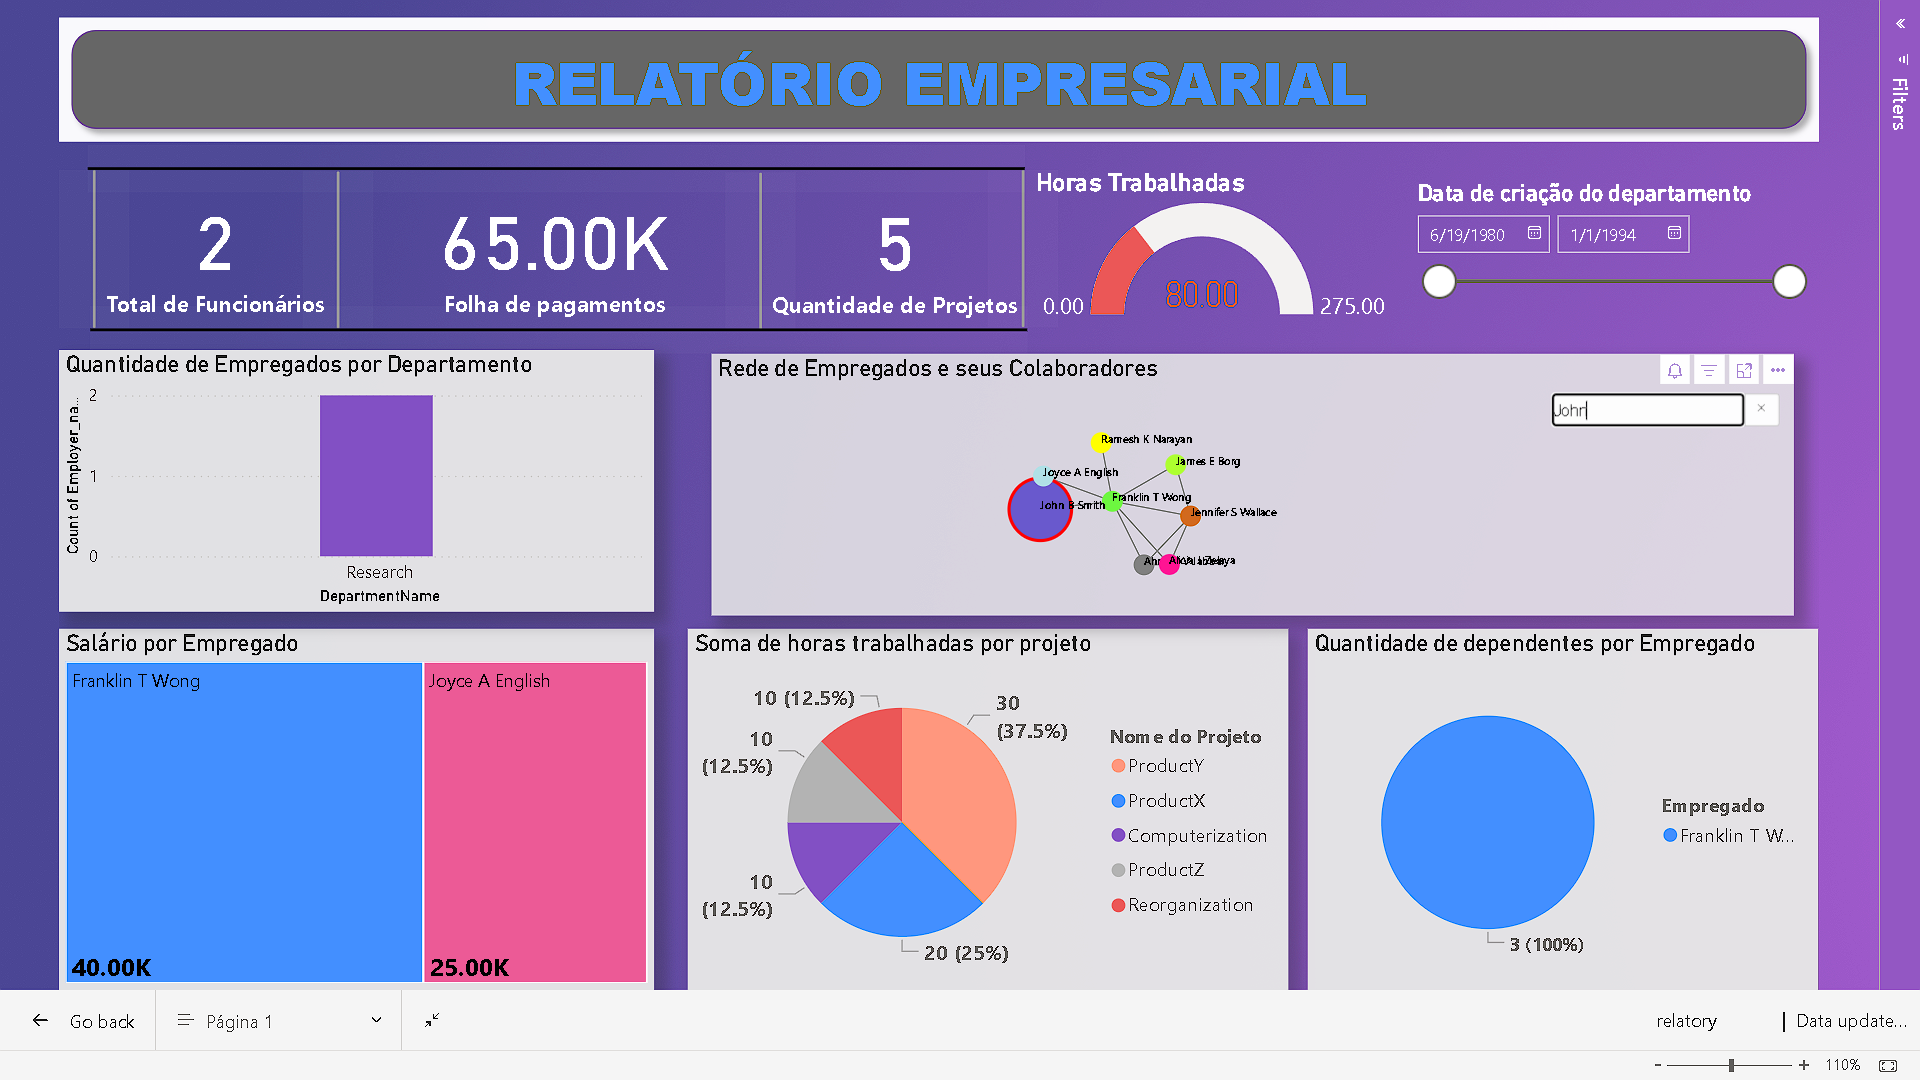 RELATÓRIO EMPRESARIAL
Filters
2
Total de Funcionários
65.00K
Folha de pagamentos
5
Quantidade de Projetos
Horas Trabalhadas
0.00
80.00
275.00
Data de criação do departamento
6/19/1980
1/1/1994
Quantidade de Empregados por Departamento
Count of Employer_na...
2
1
0
Research
DepartmentName
Rede de Empregados e seus Colaboradores
John
Ramesh K Narayan
James E Borg
Joyce A English
Franklin T Wong
John B Smith
Jennifer S Wallace
Salário por Empregado
Franklin T Wong
40.00K
Joyce A English
25.00K
Soma de horas trabalhadas por projeto
10 (12.5%)
30
(37.5%)
10
(12.5%)
10
(12.5%)
20 (25%)
Nome do Projeto
ProductY
ProductX
Computerization
ProductZ
Reorganization
Quantidade de dependentes por Empregado
3 (100%)
Empregado
Franklin T W...
Go back
Página 1
relatory
| Data update...
- + 110%